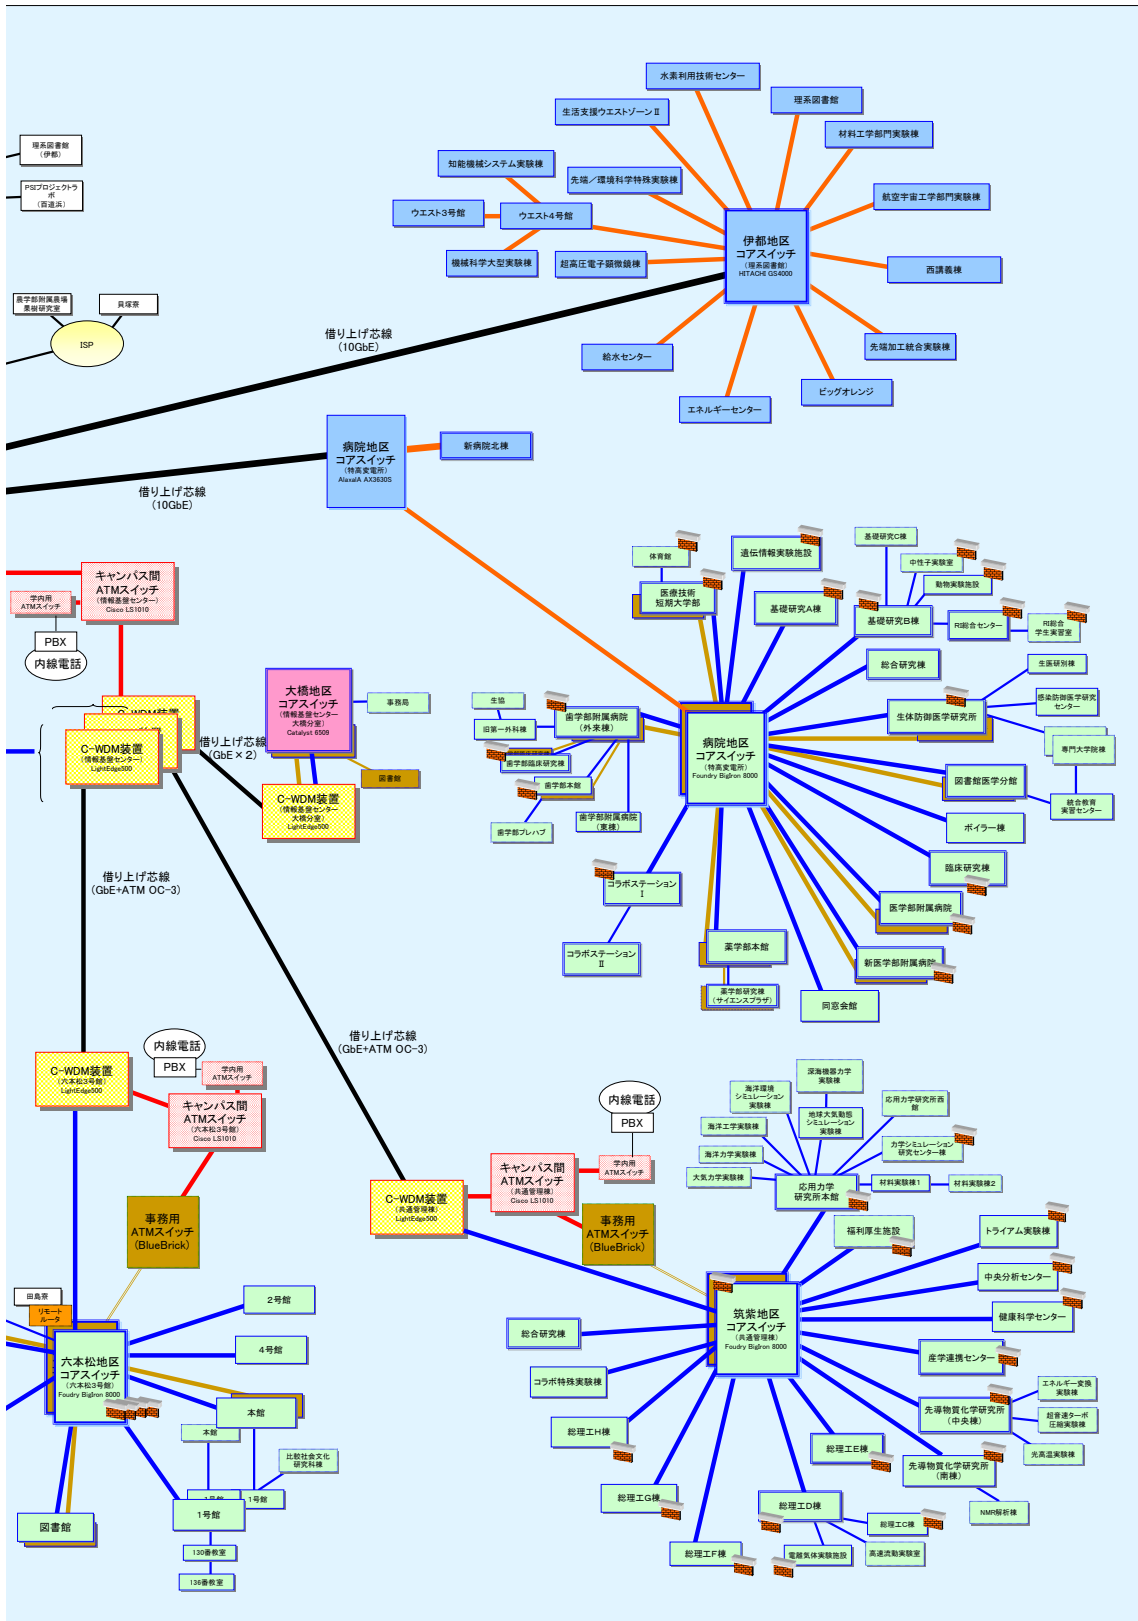 水素利用技術センター
理系図書館
生活支援ウエストゾーンⅡ
材料工学部門実験棟
理系図書館
(伊都)
知能機械システム実験棟
先端／環境科学特殊実験棟
PSIプロジェクトラ
ボ
(百道浜)
航空宇宙工学部門実験棟
ウエスト3号館
ウエスト4号館
伊都地区
コアスイッチ
(理系図書館)
HITACHI GS4000
機械科学大型実験棟
超高圧電子顕微鏡棟
西講義棟
農学部附属農場
果樹研究室
貝塚寮
ISP
借り上げ芯線
(10GbE)
給水センター
先端加工統合実験棟
エネルギーセンター
ビッグオレンジ
病院地区
コアスイッチ
(特高変電所)
AlaxalA AX3630S
新病院北棟
借り上げ芯線
(10GbE)
体育館
遺伝情報実験施設
基礎研究C棟
中性子実験室
動物実験施設
キャンパス間
ATMスイッチ
(情報基盤センター)
Cisco LS1010
学内用
ATMスイッチ
PBX
内線電話
医療技術
短期大学部
基礎研究A棟
基礎研究B棟
RI総合センター
RI総合
学生実習室
総合研究棟
生医研別棟
大橋地区
コアスイッチ
(情報基盤センター
大橋分室)
Catalyst 6509
事務局
生協
旧第一外科棟
歯学部附属病院
(外来棟)
生体防御医学研究所
感染防御医学研究
センター
C-WDM装置
C-WDM装置
(情報基盤センター)
LightEdge500
借り上げ芯線
(GbE×2)
病院地区
コアスイッチ
(特高変電所)
Foundry BigIron 8000
専門大学院棟
歯学部臨床研究棟
図書館
歯学部本館
図書館医学分館
C-WDM装置
(情報基盤センター
大橋分室)
LightEdge500
統合教育
実習センター
歯学部プレハブ
歯学部附属病院
(東棟)
ボイラー棟
借り上げ芯線
(GbE+ATM OC-3)
臨床研究棟
コラボステーション
Ⅰ
医学部附属病院
コラボステーション
Ⅱ
薬学部本館
新医学部附属病院
薬学部研究棟
(サイエンスプラザ)
同窓会館
借り上げ芯線
(GbE+ATM OC-3)
内線電話
PBX
学内用
ATMスイッチ
C-WDM装置
(六本松3号館)
LightEdge500
キャンパス間
ATMスイッチ
(六本松3号館)
Cisco LS1010
内線電話
PBX
深海機器力学
実験棟
海洋環境
シミュレーション
実験棟
応用力学研究所西
館
地球大気動態
シミュレーション
実験棟
海洋工学実験棟
力学シミュレーション
研究センター棟
海洋力学実験棟
大気力学実験棟
キャンパス間
ATMスイッチ
(共通管理棟)
Cisco LS1010
学内用
ATMスイッチ
C-WDM装置
(共通管理棟)
LightEdge500
応用力学
研究所本館
材料実験棟1
材料実験棟2
事務用
ATMスイッチ
(BlueBrick)
事務用
ATMスイッチ
(BlueBrick)
福利厚生施設
トライアム実験棟
中央分析センター
田島寮
リモート
ルータ
2号館
筑紫地区
コアスイッチ
(共通管理棟)
Foudry BigIron 8000
健康科学センター
総合研究棟
4号館
産学連携センター
六本松地区
コアスイッチ
(六本松3号館)
Foudry BigIron 8000
コラボ特殊実験棟
エネルギー変換
実験棟
先導物質化学研究所
(中央棟)
超音速ターボ
圧縮実験棟
本館
本館
総理工H棟
総理工E棟
光高温実験棟
比較社会文化
研究科棟
先導物質化学研究所
(南棟)
1号館
1号館
1号館
総理工G棟
総理工D棟
NMR解析棟
図書館
総理工C棟
130番教室
総理工F棟
電離気体実験施設
高速流動実験室
136番教室